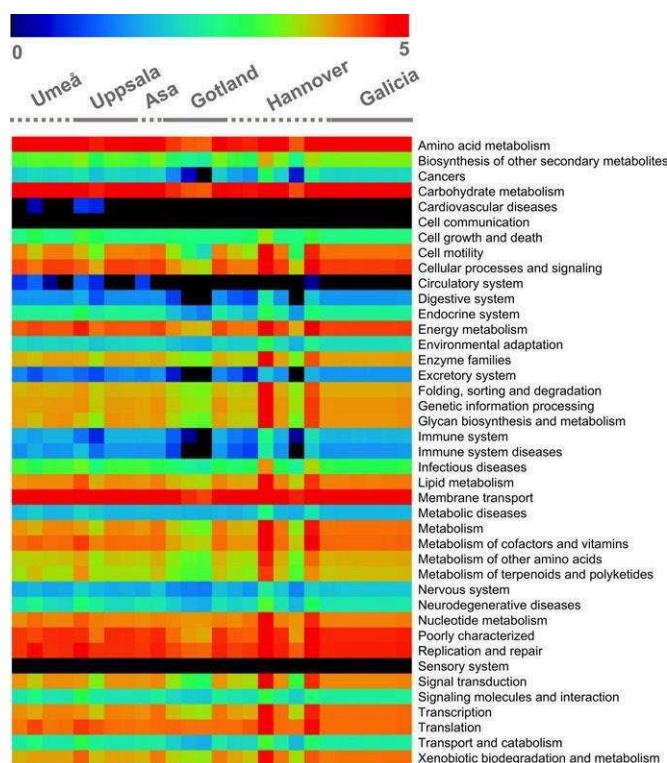 0 5
Umeå Uppsala Asa Gotland Hannover Galicia
Amino acid metabolism
Biosynthesis of other secondary metabolites
Cancers
Carbohydrate metabolism
Cardiovascular diseases
Cell communication
Cell growth and death
Cell motility
Cellular processes and signaling
Circulatory system
Digestive system
Endocrine system
Energy metabolism
Environmental adaptation
Enzyme families
Excretory system
Folding, sorting and degradation
Genetic information processing
Glycan biosynthesis and metabolism
Immune system
Immune system diseases
Infectious diseases
Lipid metabolism
Membrane transport
Metabolic diseases
Metabolism
Metabolism of cofactors and vitamins
Metabolism of other amino acids
Metabolism of terpenoids and polyketides
Nervous system
Neurodegenerative diseases
Nucleotide metabolism
Poorly characterized
Replication and repair
Sensory system
Signal transduction
Signaling molecules and interaction
Transcription
Translation
Transport and catabolism
Xenobiotic biodegradation and metabolism